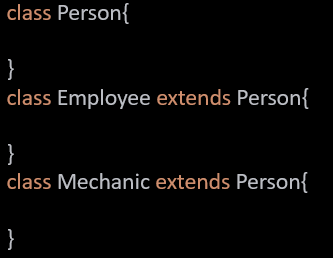 class Person{
}
class Employee extends Person{
}
class Mechanic extends Person{
}